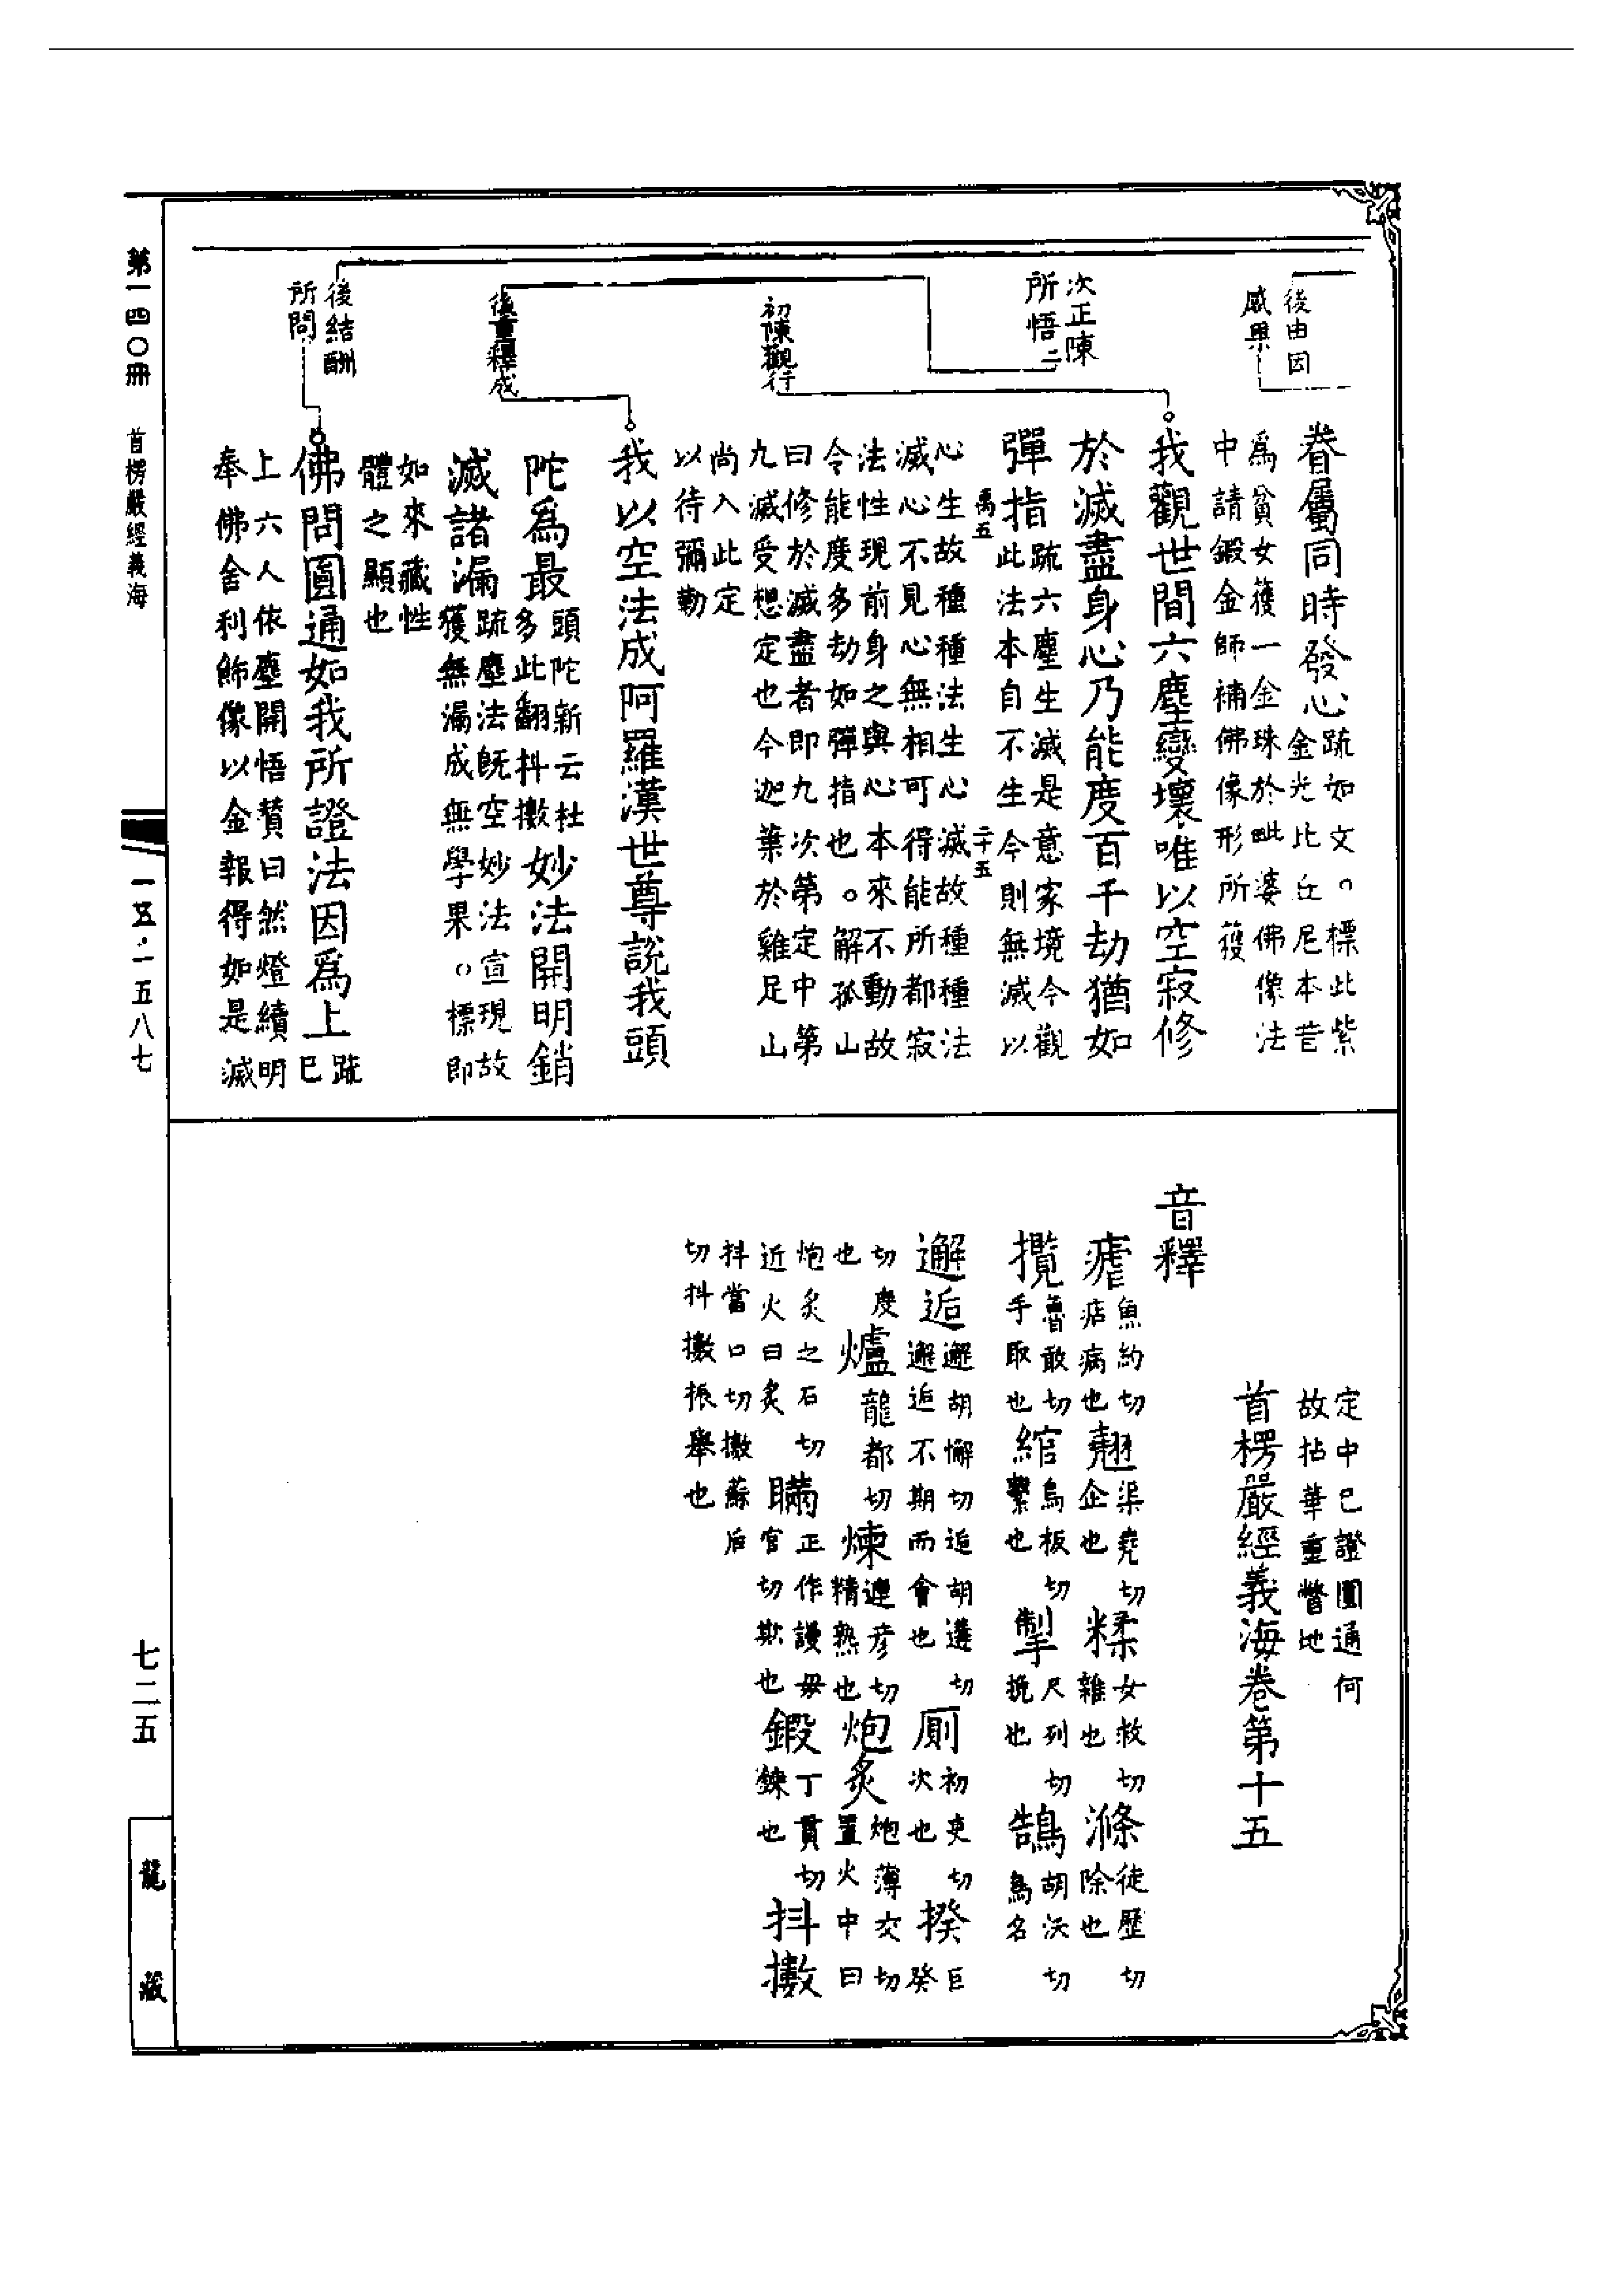 後由因
感果
次正陳
所悟二
初陳觀行
後重釋成
後結酬
所問
眷屬同時發心
疏如文。標此紫
金光比丘尼本昔
為貧女獲一金珠於毗婆佛像法
中請鍛金師補佛像形所獲
我觀世間六塵變壞唯以空寂修
於滅盡身心乃能度百千劫猶如
彈指
疏六塵生滅是意家境今觀
此法本自不生今則無滅以
禹五
二十五
心生故種種法生心滅故種種法
滅心不見心無相可得能所都寂
法性現前身之與心本來不動故
令能度多劫如彈指也。解孤山
曰修於滅盡者即九次第定中第
九滅受想定也今迦葉於雞足山
尚入此定
以待彌勒
我以空法成阿羅漢世尊說我頭
陀為最
頭陀新云杜
多此翻抖擻
妙法開明銷
滅諸漏
疏塵法既空妙法宣現故
獲無漏成無學果。標即
如來藏性
體之顯也
佛問圓通如我所證法因為上
疏
已
上六人依塵開悟贊曰然燈續明
奉佛舍利飾像以金報得如是滅
定中已證圓通何
故拈華重瞥地
首楞嚴經義海卷第十五
音釋
瘧
魚約切
痁病也
翹
渠堯切
企也
糅
女救切
雜也
滌
徒歷切
除也
攬
魯敢切
手取也
綰
烏板切
繫也
掣
尺列切
挽也
鵠
胡沃切
鳥名
邂逅
邂胡懈切逅胡遘切
邂逅不期而會也
廁
初吏切
次也
揆
巨
癸
切度
也
爐
龍都切
煉
連彥切
精熟也
炮炙
炮薄交切
置火中曰
炮炙之石切
近火曰炙
瞞
正作謾毋
官切欺也
鍛
丁貫切
鍊也
抖擻
抖當口切擻蘇后
切抖擻振舉也
第一四〇冊
首楞嚴經義海
一五·一五八七
七二五
龍藏